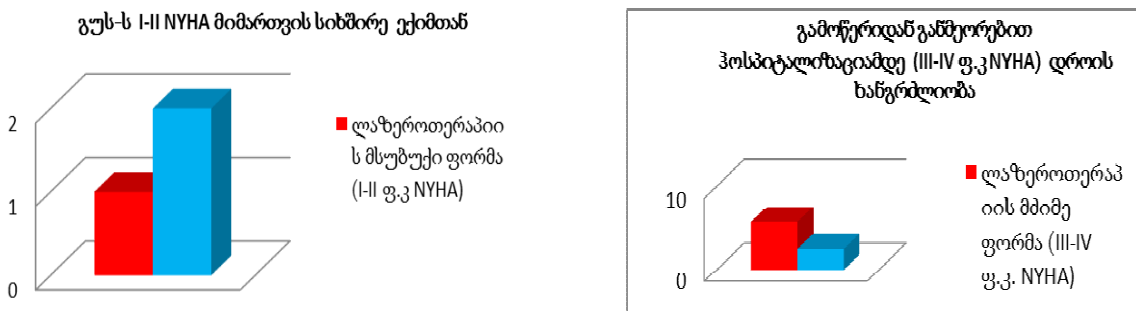 გუს-ს I-II NYHA მიმართვის სიხშირე ექიმთან
2
1
0
ლაზეროთერაპიი
ს მსუბუქი ფორმა
(I-II ფ.კ NYHA)
გამოწერიდან განმეორებით
ჰოსპიტალიზაციამდე (III-IV ფ.კ NYHA) დროის
ხანგრძლიობა
10
0
ლაზეროთერაპ
იის მძიმე
ფორმა (III-IV
ფ.კ. NYHA)